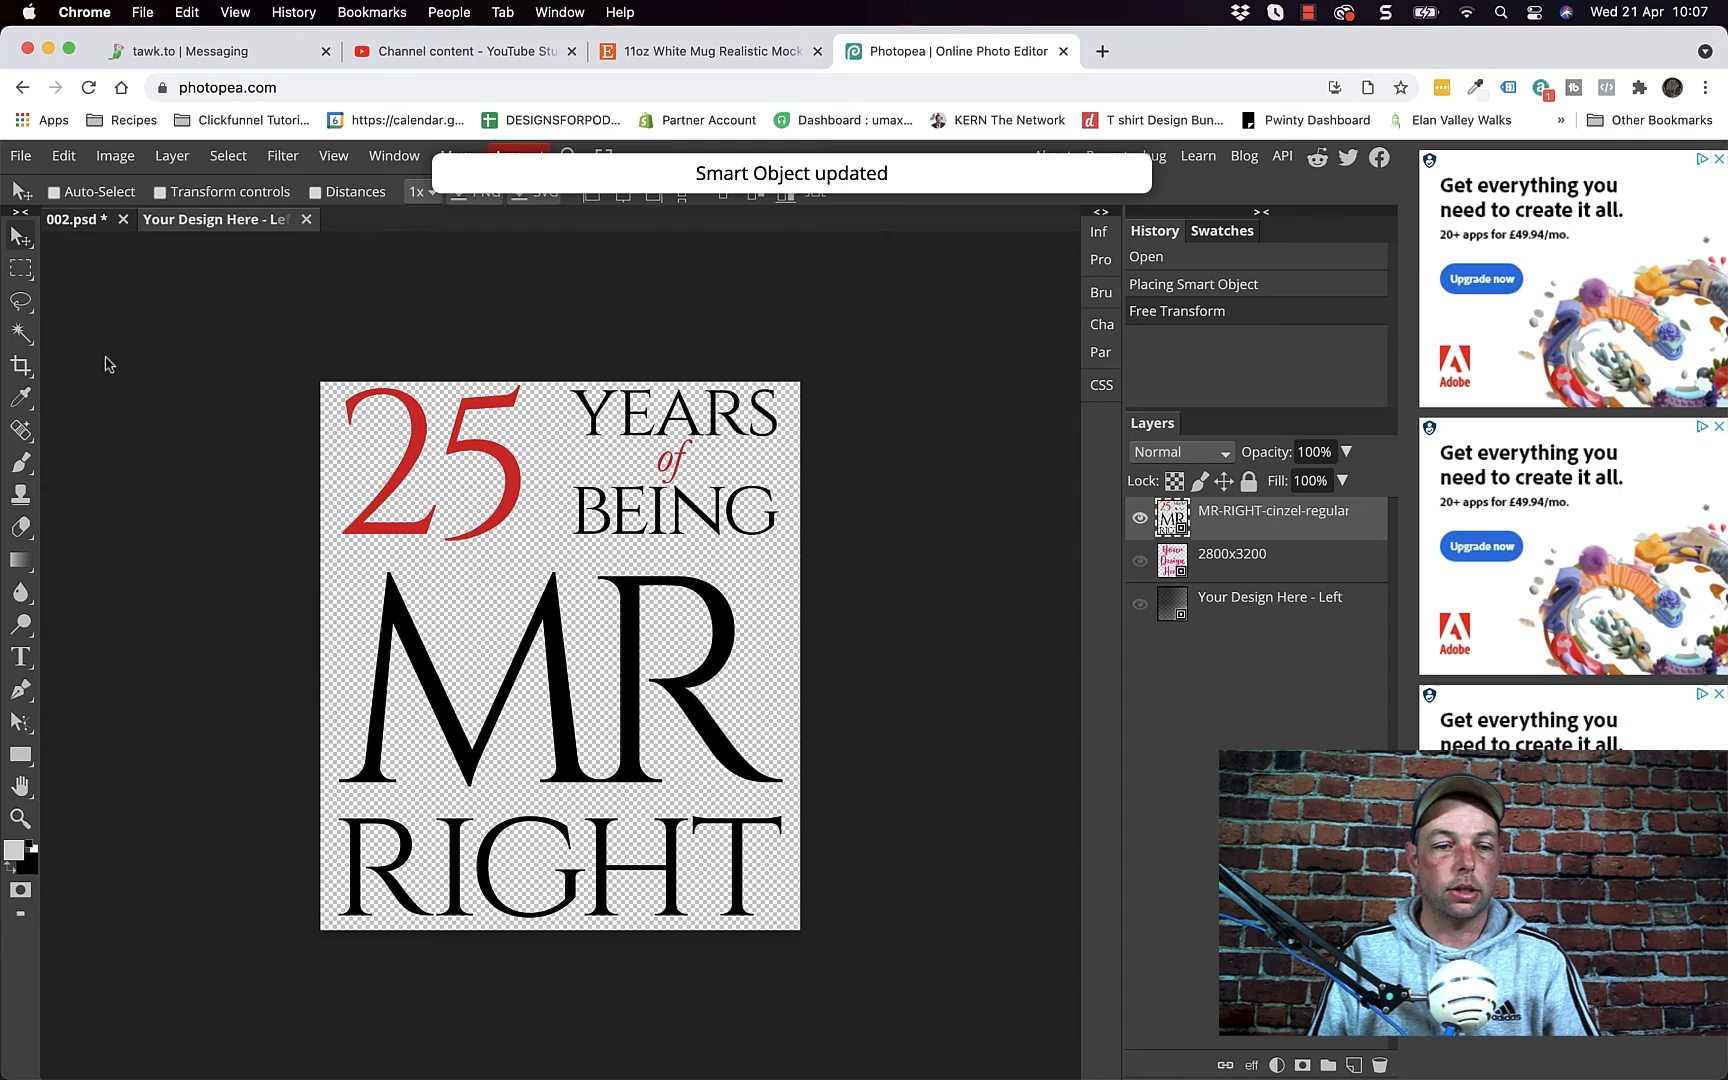 Chrome File Edit View History Bookmarks People Tab Window Help Wed 21 Apr 10:07
tawk.to | Messaging Channel content - YouTube Stu 11oz White Mug Realistic Mock Photopea | Online Photo Editor
photopea.com
Apps Recipes Clickfunnel Tutori... https://calendar.g... DESIGNSFORPOD... Partner Account Dashboard : umax... KERN The Network T shirt Design Bun... Pwinty Dashboard Elan Valley Walks » Other Bookmarks
File Edit Image Layer Select Filter View Window Learn Blog API
Smart Object updated
Auto-Select Transform controls Distances 1x
002.psd * Your Design Here - Lef
25 YEARS
of
BEING
MR
RIGHT
Inf
Pro
Bru
Cha
Par
CSS
History Swatches
Open
Placing Smart Object
Free Transform
Layers
Normal Opacity: 100%
Lock: Fill: 100%
MR-RIGHT-cinzel-regular
2800x3200
Your Design Here - Left
eff
Get everything you
need to create it all.
20+ apps for £49.94/mo.
Upgrade now
Adobe
Get everything you
need to create it all.
20+ apps for £49.94/mo.
Upgrade now
Adobe
Get everything you
need to create it all.
adidas